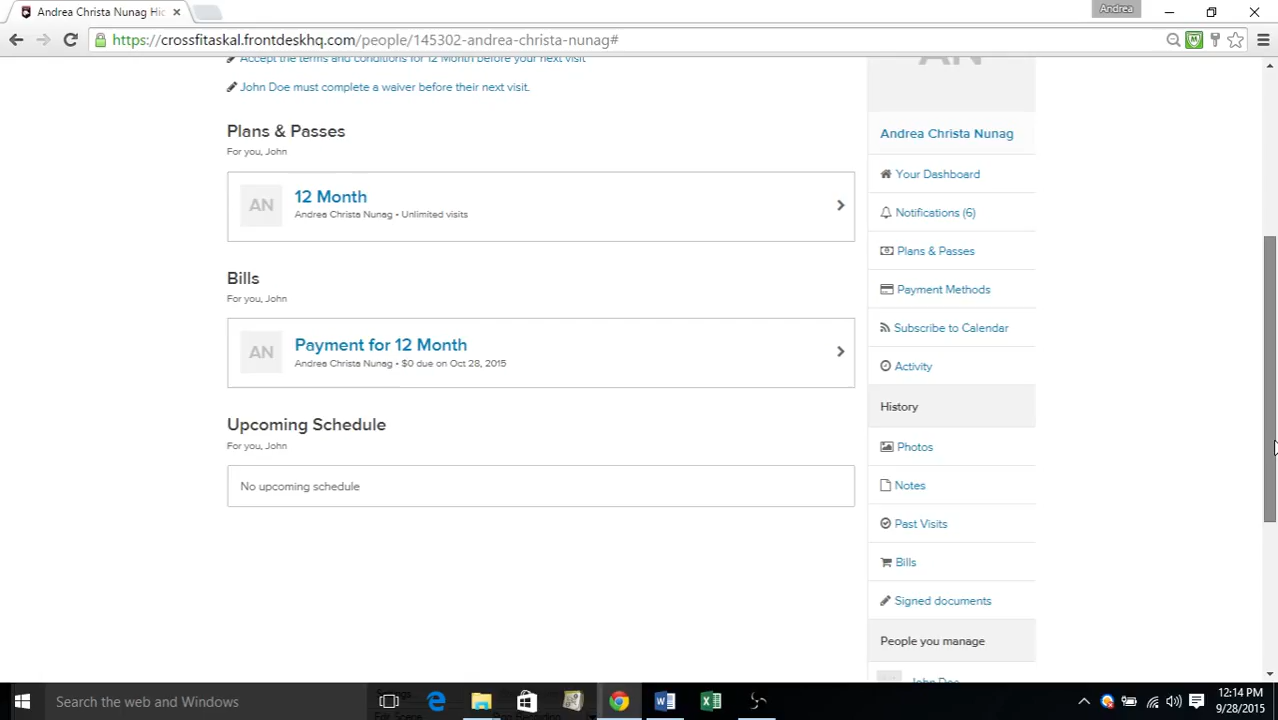 Andrea Christa Nunag Hic
Andrea
https://crossfitaskal.frontdeskhq.com/people/145302-andrea-christa-nunag#
Accept the terms and conditions for 12 Month before your next visit
John Doe must complete a waiver before their next visit.
Plans & Passes
For you, John
AN
12 Month
Andrea Christa Nunag • Unlimited visits
Bills
For you, John
AN
Payment for 12 Month
Andrea Christa Nunag • $0 due on Oct 28, 2015
Upcoming Schedule
For you, John
No upcoming schedule
AN
Andrea Christa Nunag
Your Dashboard
Notifications (6)
Plans & Passes
Payment Methods
Subscribe to Calendar
Activity
History
Photos
Notes
Past Visits
Bills
Signed documents
People you manage
John Doe
Search the web and Windows
12:14 PM
9/28/2015